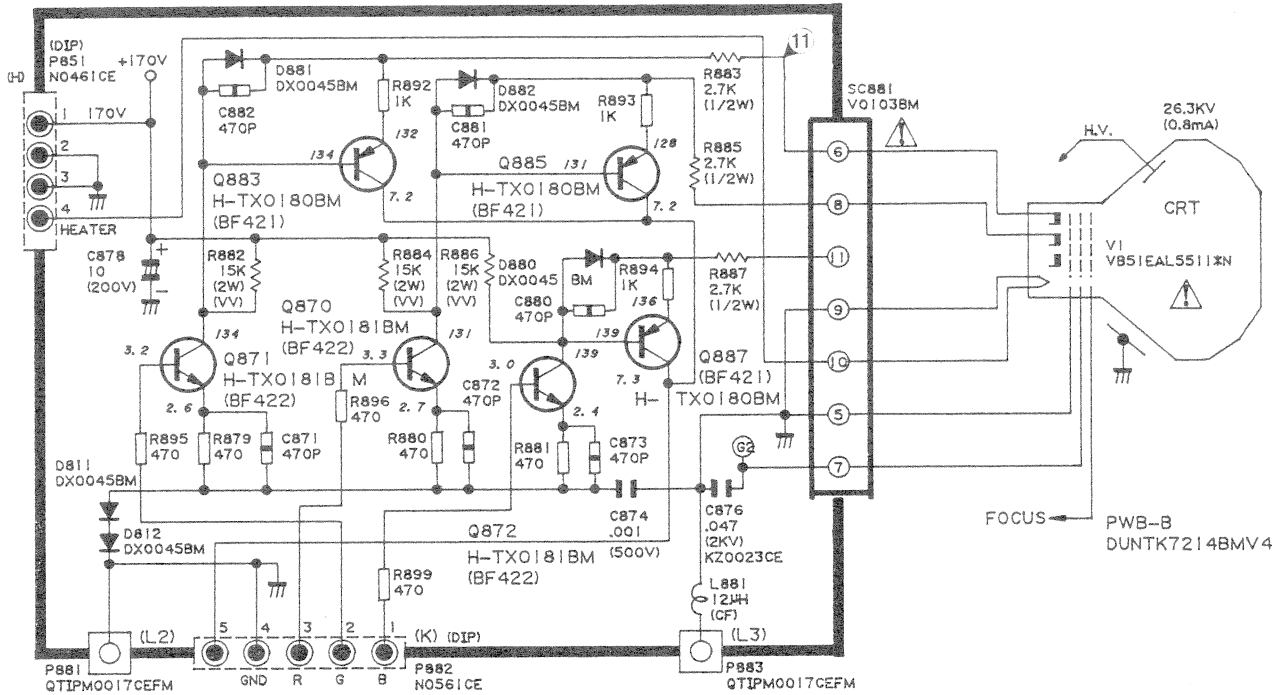 (H)
(DIP)
P851
N0461CE
+170V
1
170V
2
3
4
HEATER
D881
DX0045BM
C882
470P
R892
1K
132
134
Q883
H-TX0180BM
(BF421)
7.2
D882
DX0045BM
C881
470P
R893
1K
128
131
Q885
H-TX0180BM
(BF421)
7.2
R883
2.7K
(1/2W)
R885
2.7K
(1/2W)
11
SC881
V0103BM
6
8
11
9
10
5
7
26.3KV
(0.8mA)
H.V.
CRT
V1
VB51EAL5511*N
C878
10
(200V)
+
-
R882
15K
(2W)
(VV)
R884
15K
(2W)
(VV)
R886
15K
(2W)
(VV)
D880
DX0045
BM
C880
470P
R894
1K
136
R887
2.7K
(1/2W)
139
139
Q887
(BF421)
H- TX0180BM
7.3
134
3.2
Q871
H-TX0181B M
(BF422)
2.6
Q870
H-TX0181BM
(BF422)
131
3.3
2.7
R896
470
C872
470P
3.0
2.4
R895
470
R879
470
C871
470P
R880
470
R881
470
C873
470P
G2
D811
DX0045BM
D812
DX0045BM
C874
.001
(500V)
C876
.047
(2KV)
KZ0023CE
Q872
H-TX0181BM
(BF422)
R899
470
L881
12μH
(CF)
FOCUS
PWB-B
DUNTK7214BMV4
(L2)
P881
QTIPM0017CEFM
5
4
3
2
1
(K) (DIP)
GND
R
G
B
P882
N0561CE
(L3)
P883
QTIPM0017CEFM